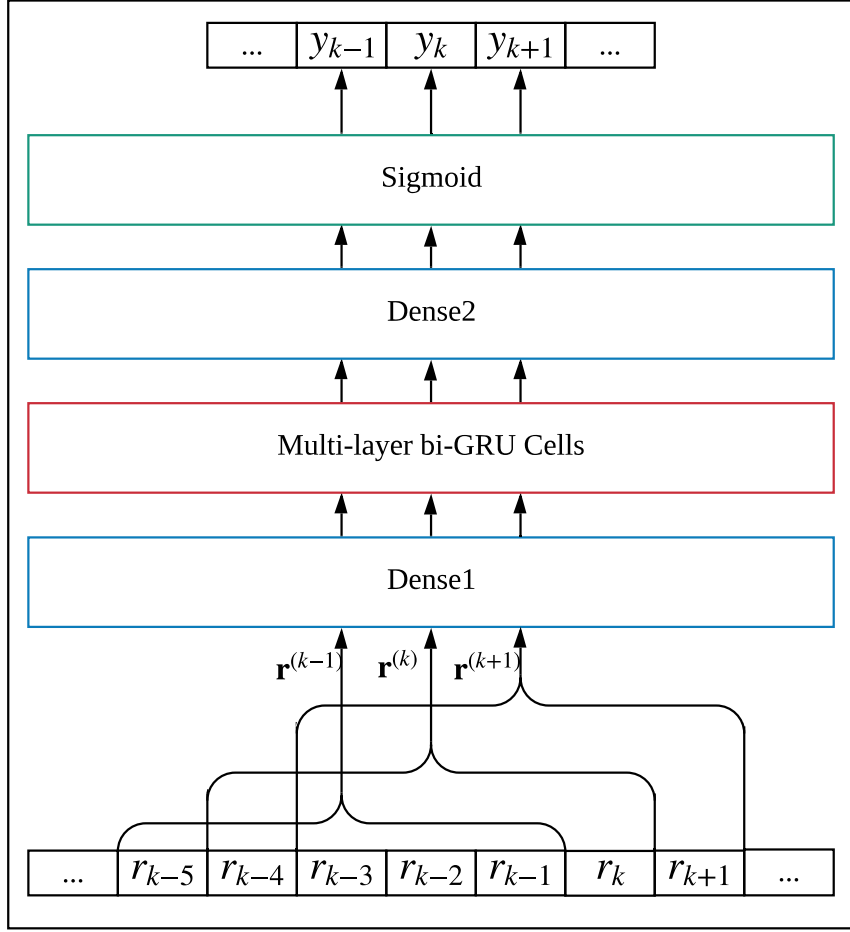 ... y_{k−1} y_k y_{k+1} ...
Sigmoid
Dense2
Multi-layer bi-GRU Cells
Dense1
r^{(k−1)} r^{(k)} r^{(k+1)}
... r_{k−5} r_{k−4} r_{k−3} r_{k−2} r_{k−1} r_k r_{k+1} ...